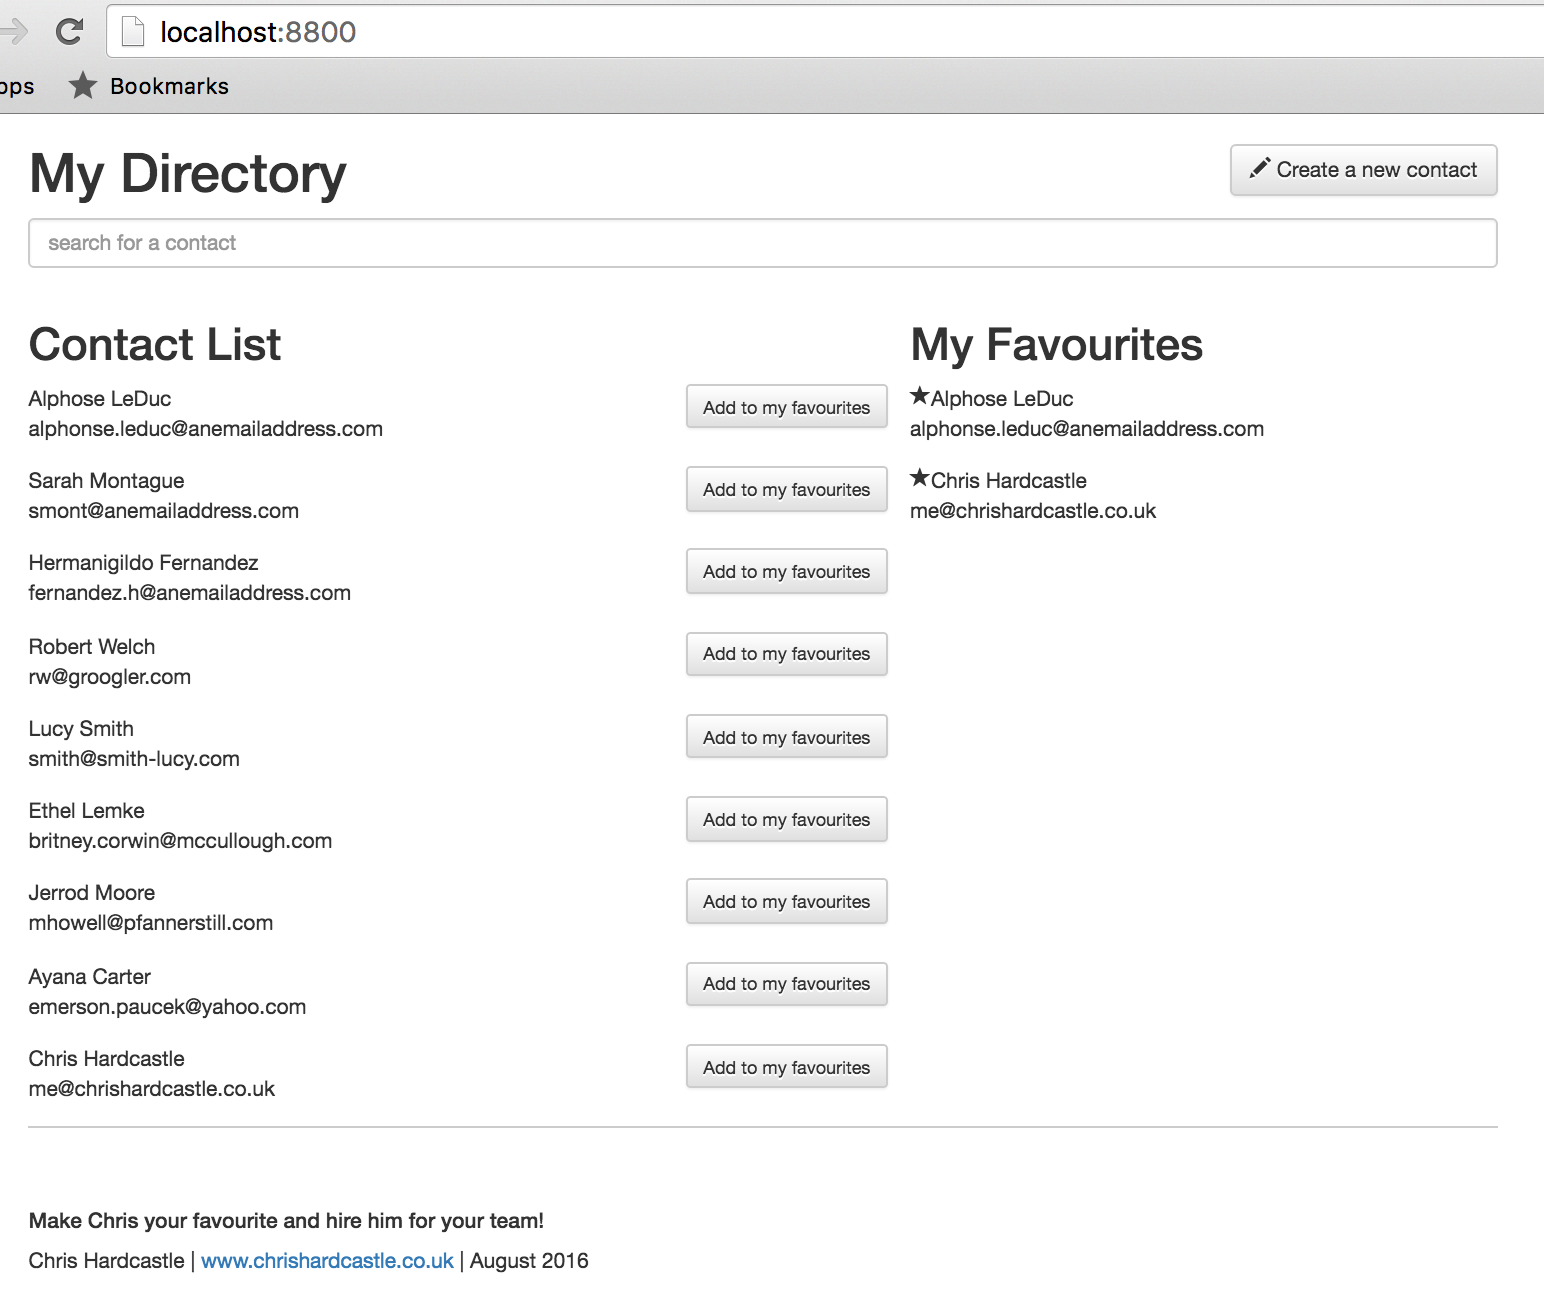 localhost:8800
Bookmarks
My Directory
Create a new contact
search for a contact
Contact List
Alphose LeDuc
alphonse.leduc@anemailaddress.com
Add to my favourites
Sarah Montague
smont@anemailaddress.com
Add to my favourites
Hermanigildo Fernandez
fernandez.h@anemailaddress.com
Add to my favourites
Robert Welch
rw@groogler.com
Add to my favourites
Lucy Smith
smith@smith-lucy.com
Add to my favourites
Ethel Lemke
britney.corwin@mccullough.com
Add to my favourites
Jerrod Moore
mhowell@pfannerstill.com
Add to my favourites
Ayana Carter
emerson.paucek@yahoo.com
Add to my favourites
Chris Hardcastle
me@chrishardcastle.co.uk
Add to my favourites
My Favourites
★Alphose LeDuc
alphonse.leduc@anemailaddress.com
★Chris Hardcastle
me@chrishardcastle.co.uk
Make Chris your favourite and hire him for your team!
Chris Hardcastle | www.chrishardcastle.co.uk | August 2016